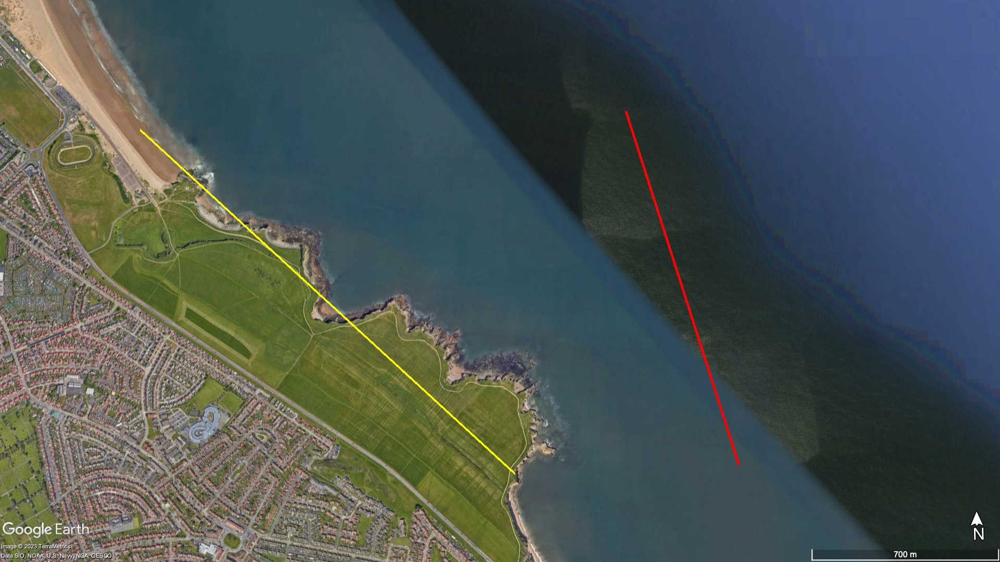 Google Earth
Image © 2023 TerraMetrics
Data SIO, NOAA, U.S. Navy, NGA, GEBCO
N
700 m